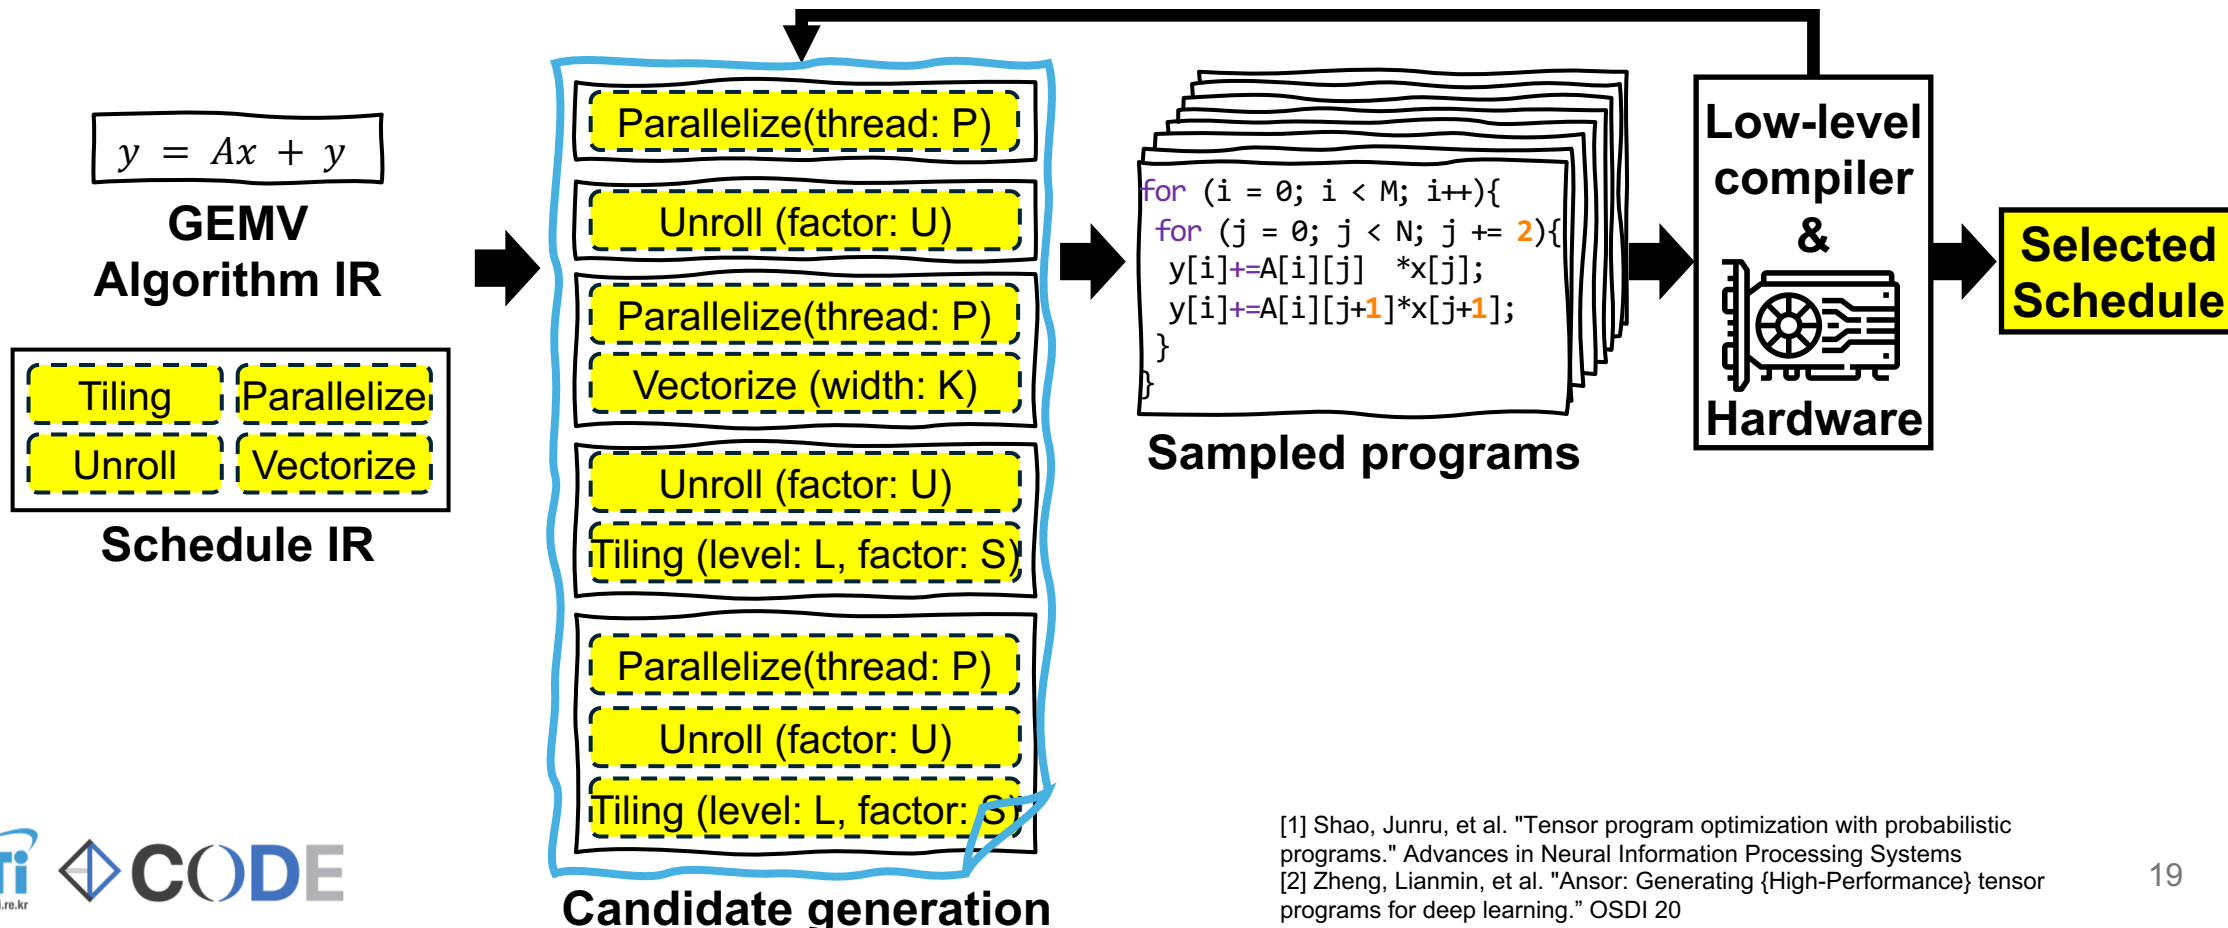 y = Ax + y
GEMV
Algorithm IR
Tiling
Parallelize
Unroll
Vectorize
Schedule IR
Parallelize(thread: P)
Unroll (factor: U)
Parallelize(thread: P)
Vectorize (width: K)
Unroll (factor: U)
Tiling (level: L, factor: S)
Parallelize(thread: P)
Unroll (factor: U)
Tiling (level: L, factor: S)
Candidate generation
for (i = 0; i < M; i++){
for (j = 0; j < N; j += 2){
y[i]+=A[i][j]  *x[j];
y[i]+=A[i][j+1]*x[j+1];
}
}
Sampled programs
Low-level
compiler
&
Hardware
Selected
Schedule
[1] Shao, Junru, et al. "Tensor program optimization with probabilistic
programs." Advances in Neural Information Processing Systems
[2] Zheng, Lianmin, et al. "Ansor: Generating {High-Performance} tensor
programs for deep learning.” OSDI 20
19
CODE
i.re.kr